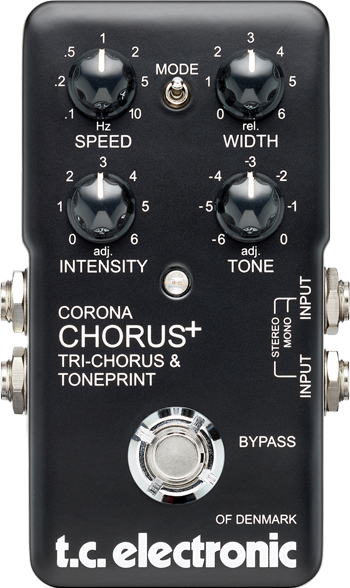 1
.5 2
.2 5
.1 10
Hz
SPEED
MODE
3
2 4
1 5
0 6
rel.
WIDTH
3
2 4
1 5
0 6
adj.
INTENSITY
-3
-4 -2
-5 -1
-6 0
adj.
TONE
CORONA
CHORUS+
TRI-CHORUS &
TONEPRINT
STEREO
MONO
INPUT
INPUT
BYPASS
OF DENMARK
t.c. electronic